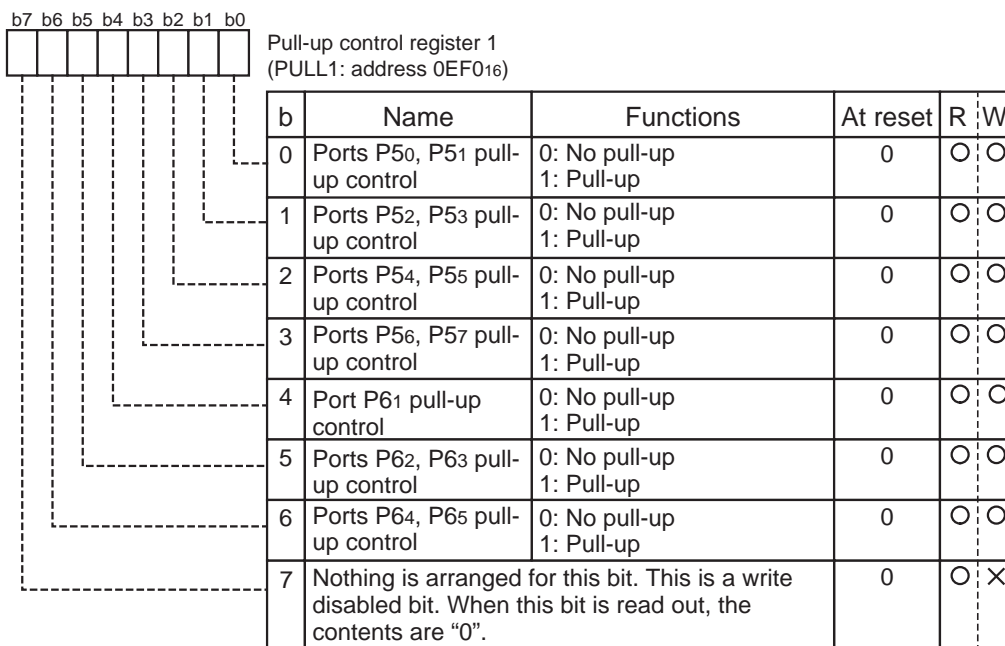 b7 b6 b5 b4 b3 b2 b1 b0
Pull-up control register 1
(PULL1: address 0EF016)
b Name Functions At reset R W
0 Ports P50, P51 pull-up control 0: No pull-up 1: Pull-up 0 ○ ○
1 Ports P52, P53 pull-up control 0: No pull-up 1: Pull-up 0 ○ ○
2 Ports P54, P55 pull-up control 0: No pull-up 1: Pull-up 0 ○ ○
3 Ports P56, P57 pull-up control 0: No pull-up 1: Pull-up 0 ○ ○
4 Port P61 pull-up control 0: No pull-up 1: Pull-up 0 ○ ○
5 Ports P62, P63 pull-up control 0: No pull-up 1: Pull-up 0 ○ ○
6 Ports P64, P65 pull-up control 0: No pull-up 1: Pull-up 0 ○ ○
7 Nothing is arranged for this bit. This is a write 0 ○ ×
disabled bit. When this bit is read out, the
contents are “0”.